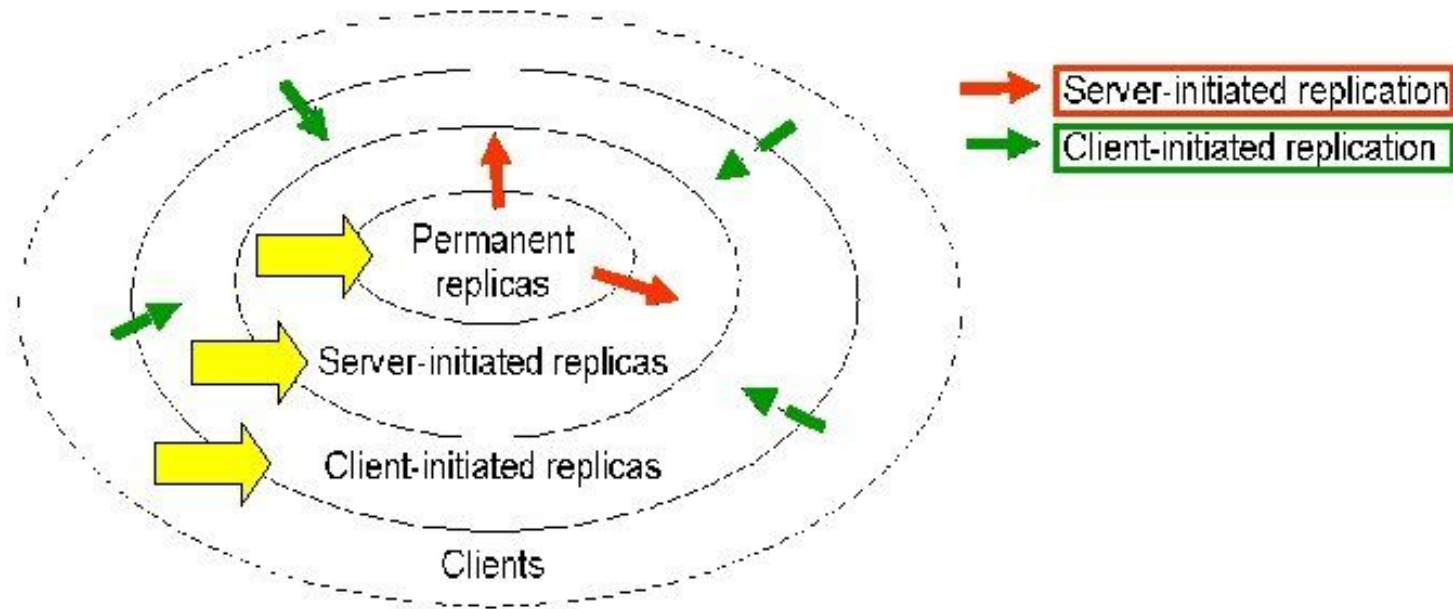 Server-initiated replication
Client-initiated replication
Permanent
replicas
Server-initiated replicas
Client-initiated replicas
Clients